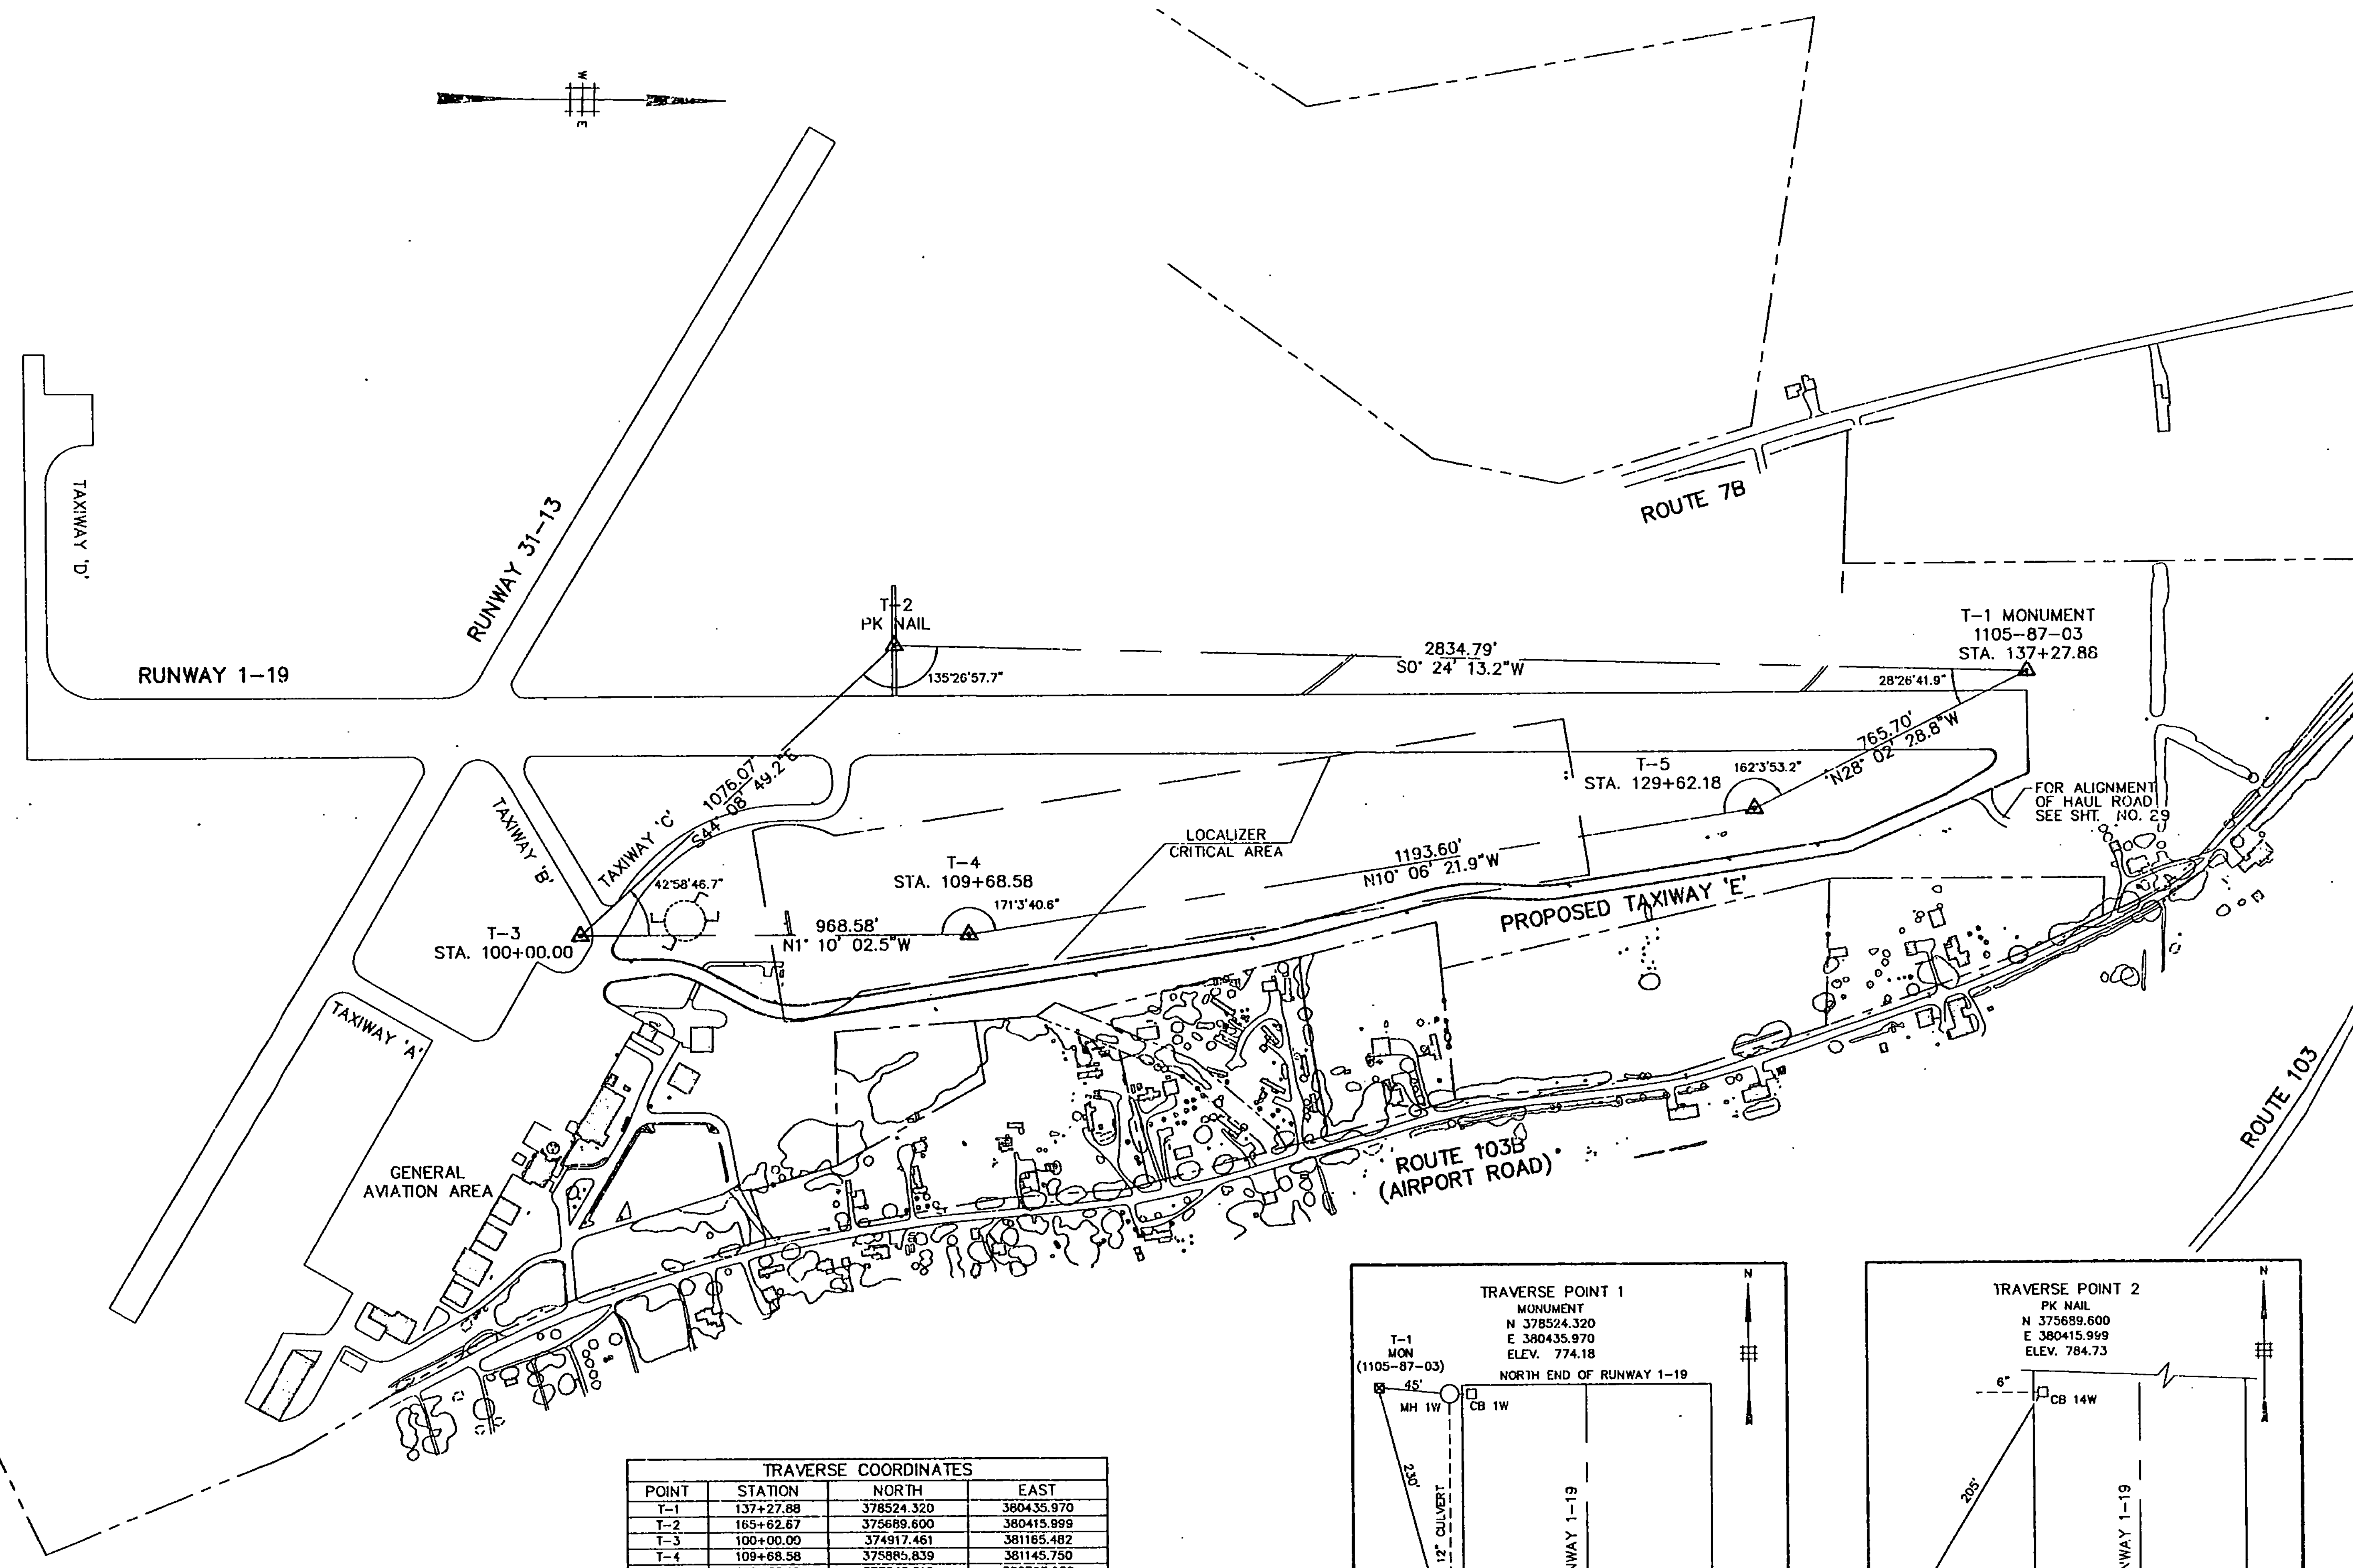 W
E
TAXIWAY 'D'
RUNWAY 31-13
RUNWAY 1-19
ROUTE 7B
T-2
PK NAIL
135°26'57.7"
2834.79'
S0° 24' 13.2"W
T-1 MONUMENT
1105-87-03
STA. 137+27.88
28°26'41.9"
765.70'
N28° 02' 28.8"W
T-5
STA. 129+62.18
162°3'53.2"
FOR ALIGNMENT
OF HAUL ROAD
SEE SHT. NO. 29
1076.07'
S44° 08' 49.2"E
TAXIWAY 'C'
TAXIWAY 'B'
42°58'46.7"
T-3
STA. 100+00.00
T-4
STA. 109+68.58
171°3'40.6"
968.58'
N1° 10' 02.5"W
LOCALIZER
CRITICAL AREA
1193.60'
N10° 06' 21.9"W
PROPOSED TAXIWAY 'E'
TAXIWAY 'A'
GENERAL
AVIATION AREA
ROUTE 103B
(AIRPORT ROAD)
ROUTE 103
TRAVERSE COORDINATES
POINT STATION NORTH EAST
T-1 137+27.88 378524.320 380435.970
T-2 165+62.67 375689.600 380415.999
T-3 100+00.00 374917.461 381165.482
T-4 109+68.58 375885.839 381145.750
TRAVERSE POINT 1
MONUMENT
N 378524.320
E 380435.970
ELEV. 774.18
N
T-1
MON
(1105-87-03)
NORTH END OF RUNWAY 1-19
45'
MH 1W
CB 1W
230'
12" CULVERT
NWAY 1-19
TRAVERSE POINT 2
PK NAIL
N 375689.600
E 380415.999
ELEV. 784.73
N
6"
CB 14W
205'
WAY 1-19